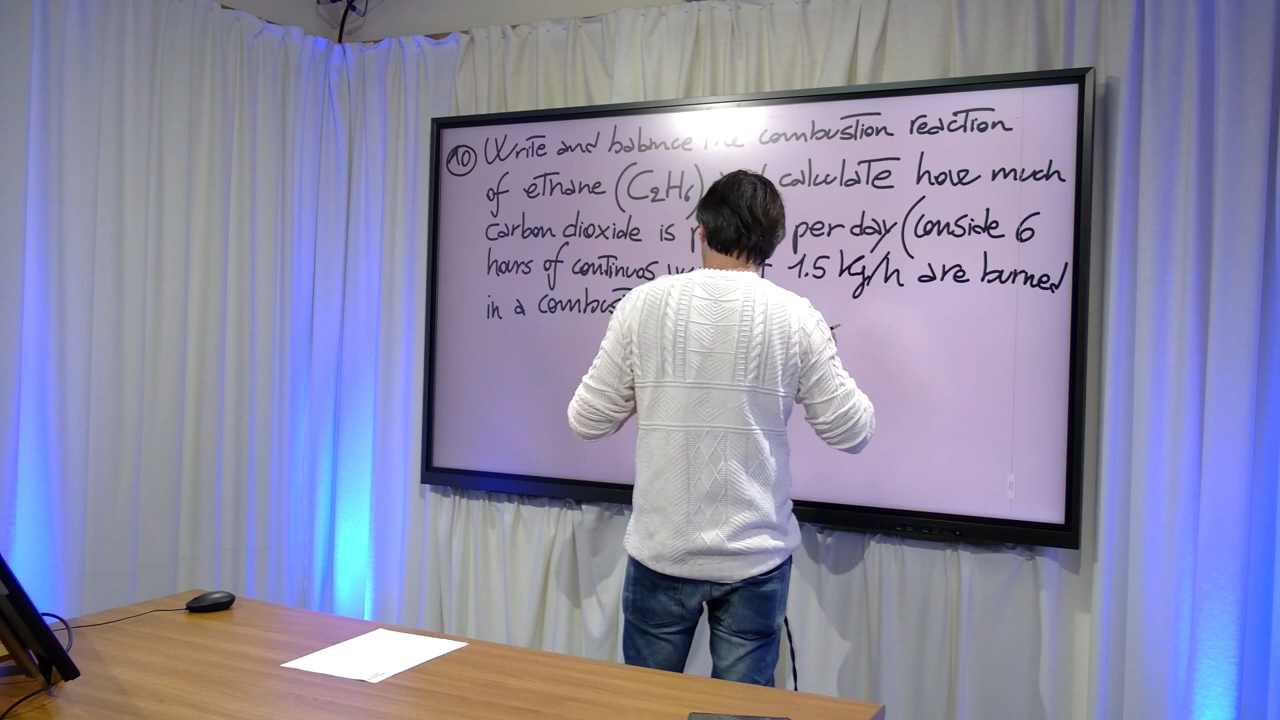 10 Write and balance the combustion reaction
of ethane (C2H6) calculate how much
carbon dioxide is per day (Conside 6
hours of continuos 1.5 kg/h are burned
in a